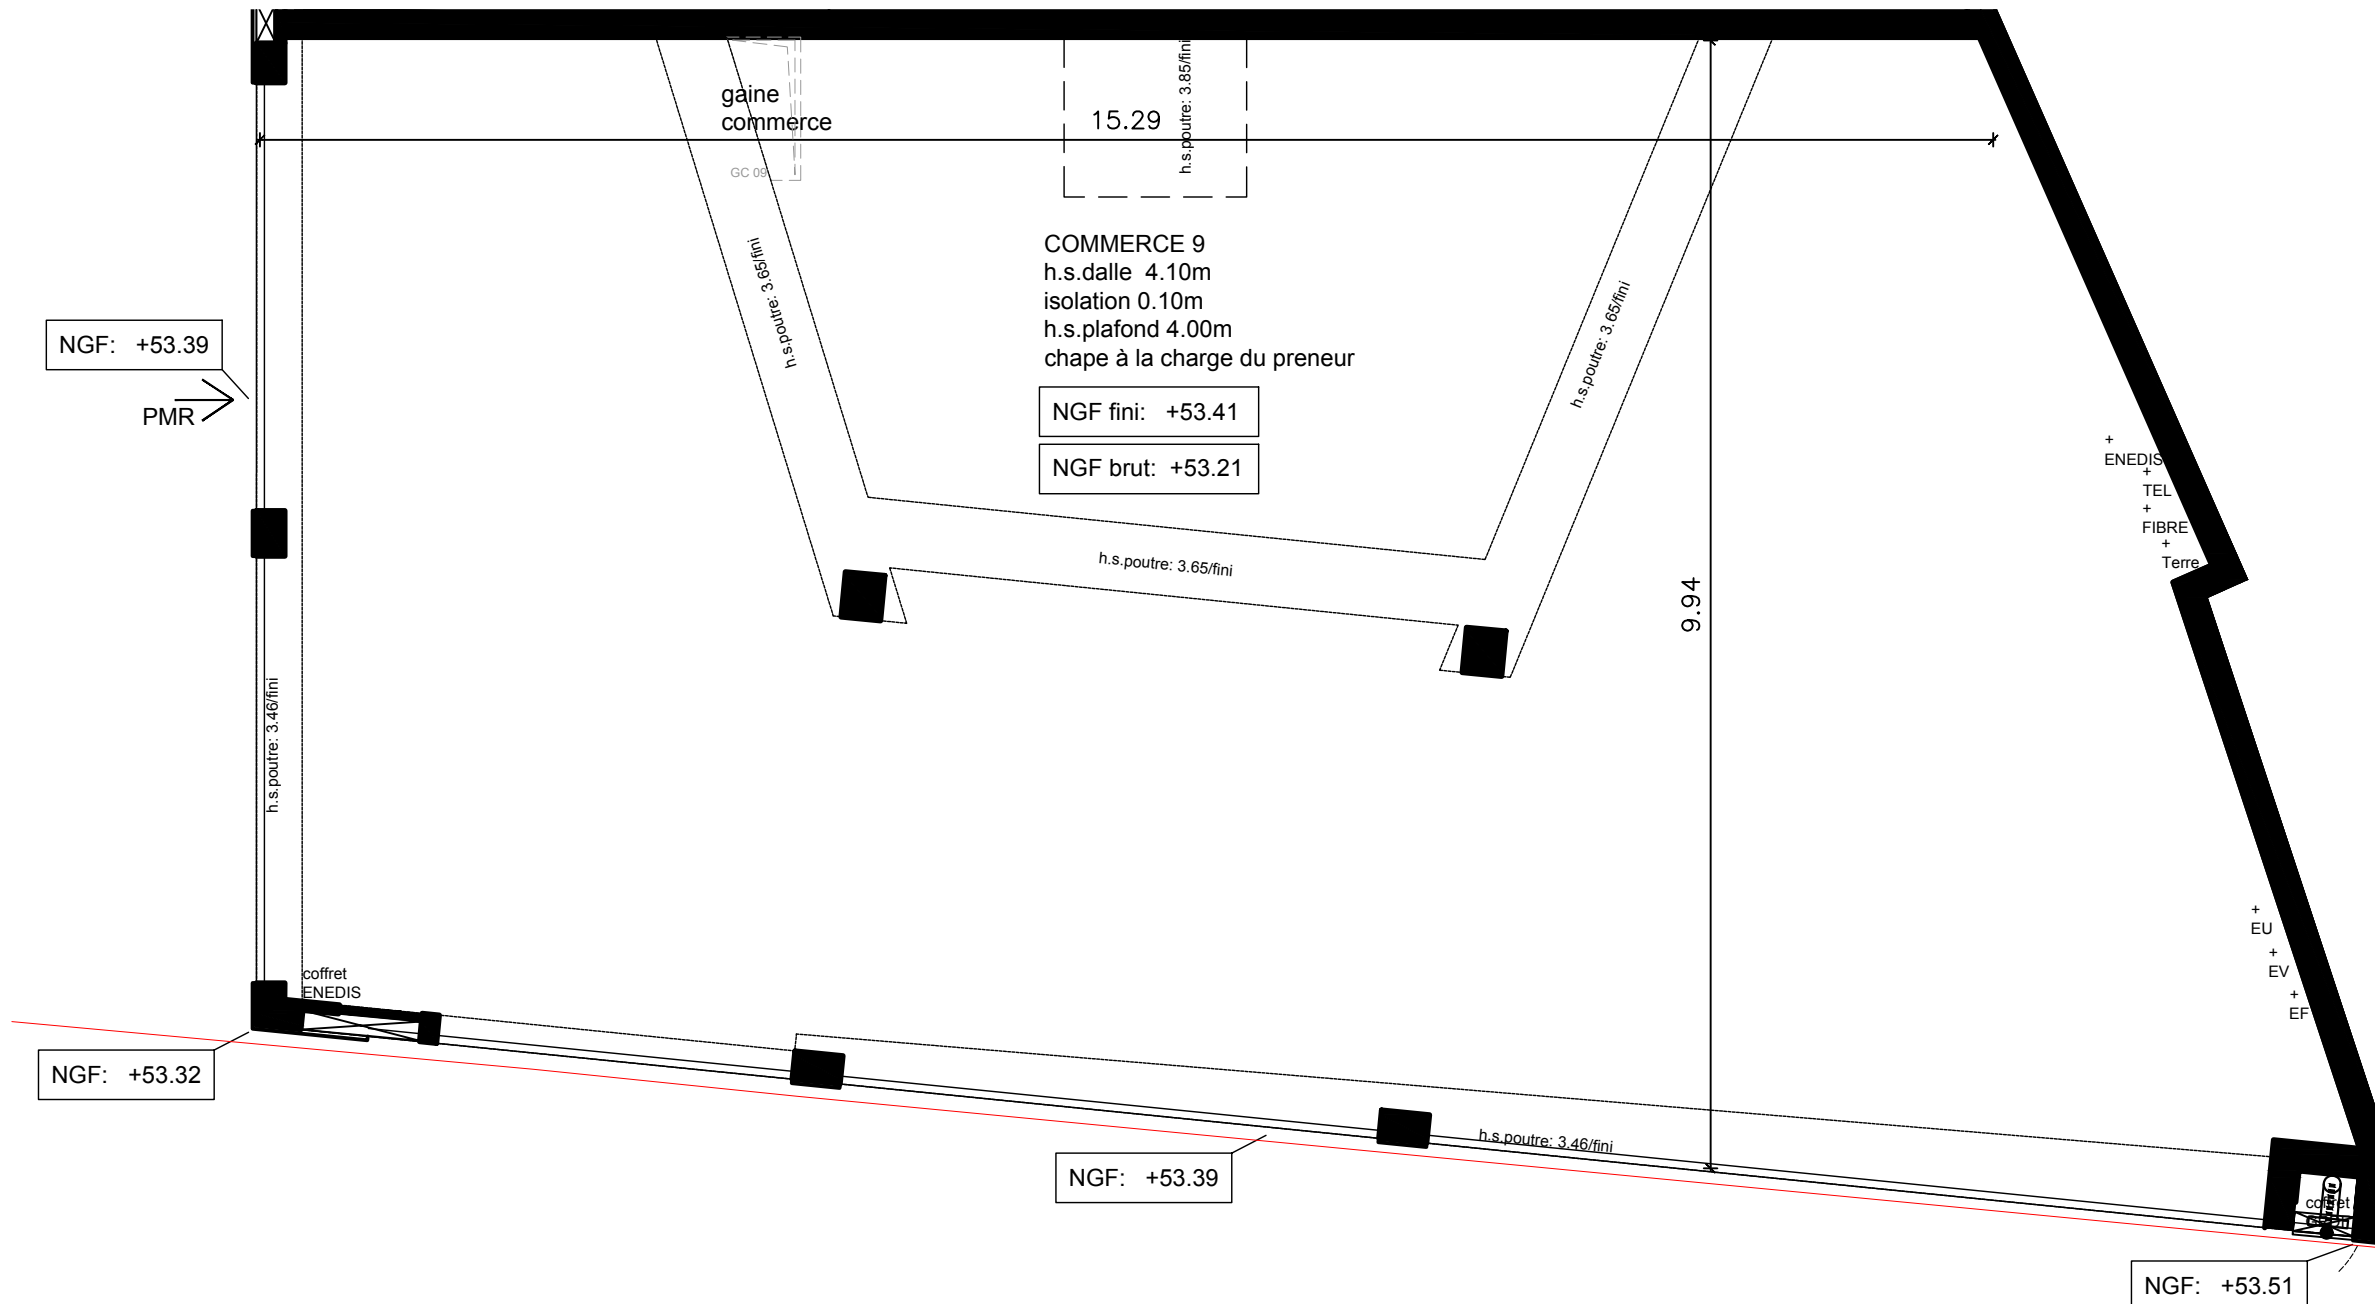 h.s.poutre: 3.85/fini
gaine
commerce
15.29
GC 09
COMMERCE 9
h.s.dalle 4.10m
isolation 0.10m
h.s.plafond 4.00m
chape à la charge du preneur
NGF fini: +53.41
NGF brut: +53.21
h.s.poutre: 3.65/fini
h.s.poutre: 3.65/fini
NGF: +53.39
PMR
ENEDIS
TEL
FIBRE
Terre
h.s.poutre: 3.65/fini
9.94
h.s.poutre: 3.46/fini
EU
EV
EF
coffret
ENEDIS
NGF: +53.32
h.s.poutre: 3.46/fini
NGF: +53.39
coffret
NGF: +53.51